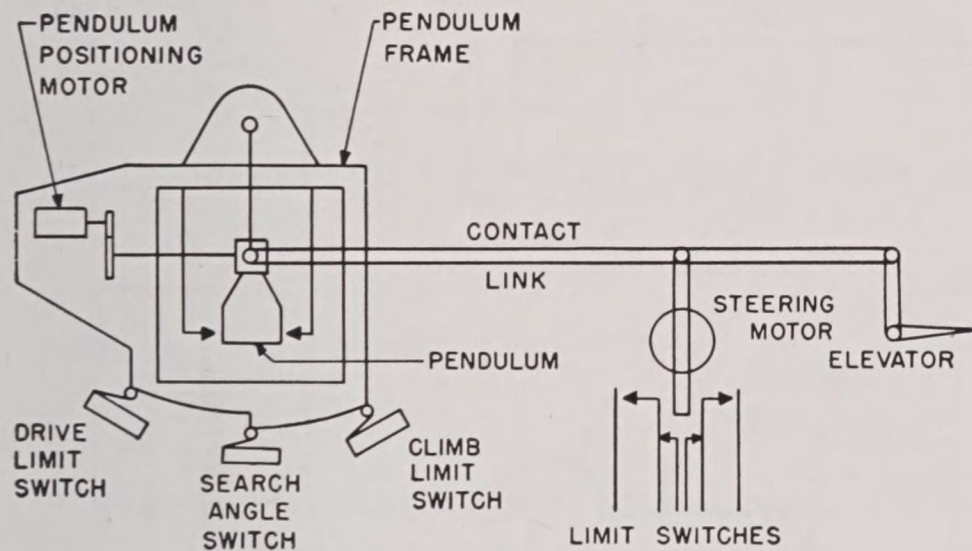 PENDULUM
POSITIONING
MOTOR
PENDULUM
FRAME
CONTACT
LINK
STEERING
MOTOR
ELEVATOR
PENDULUM
DRIVE
LIMIT
SWITCH
SEARCH
ANGLE
SWITCH
CLIMB
LIMIT
SWITCH
LIMIT SWITCHES